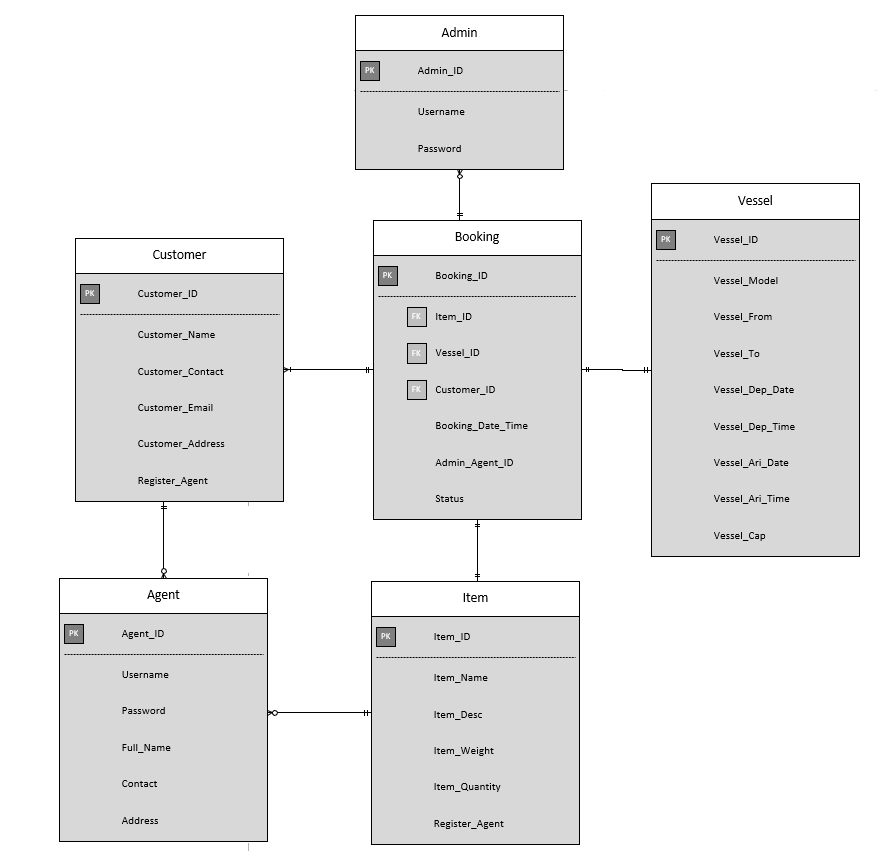 Admin
PK Admin_ID
Username
Password
Vessel
PK Vessel_ID
Vessel_Model
Vessel_From
Vessel_To
Vessel_Dep_Date
Vessel_Dep_Time
Vessel_Ari_Date
Vessel_Ari_Time
Vessel_Cap
Booking
PK Booking_ID
FK Item_ID
FK Vessel_ID
FK Customer_ID
Booking_Date_Time
Admin_Agent_ID
Status
Customer
PK Customer_ID
Customer_Name
Customer_Contact
Customer_Email
Customer_Address
Register_Agent
Agent
PK Agent_ID
Username
Password
Full_Name
Contact
Address
Item
PK Item_ID
Item_Name
Item_Desc
Item_Weight
Item_Quantity
Register_Agent